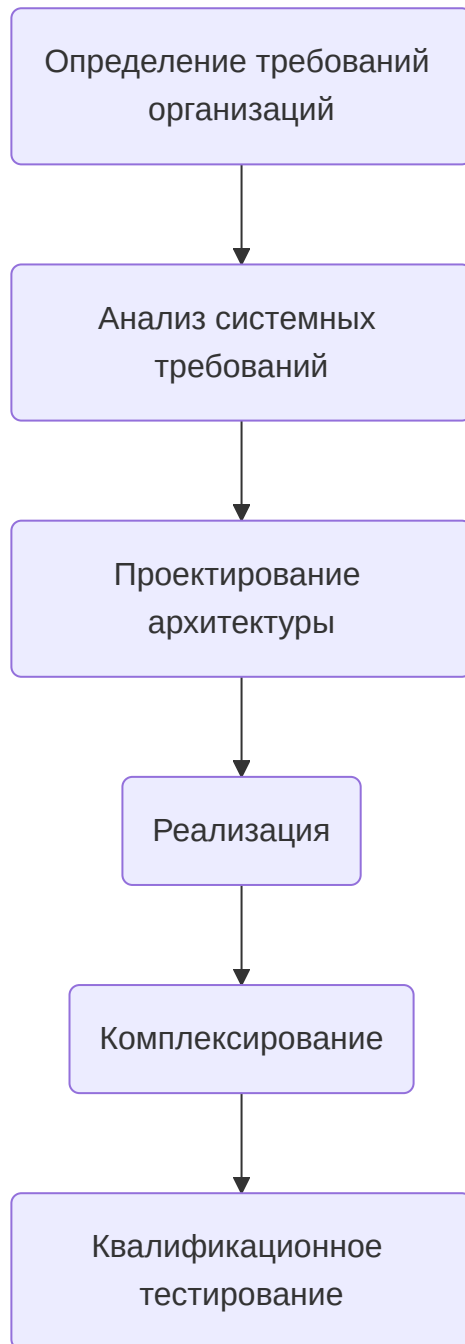 Определение требований
организаций
Анализ системных
требований
Проектирование
архитектуры
Реализация
Комплексирование
Квалификационное
тестирование